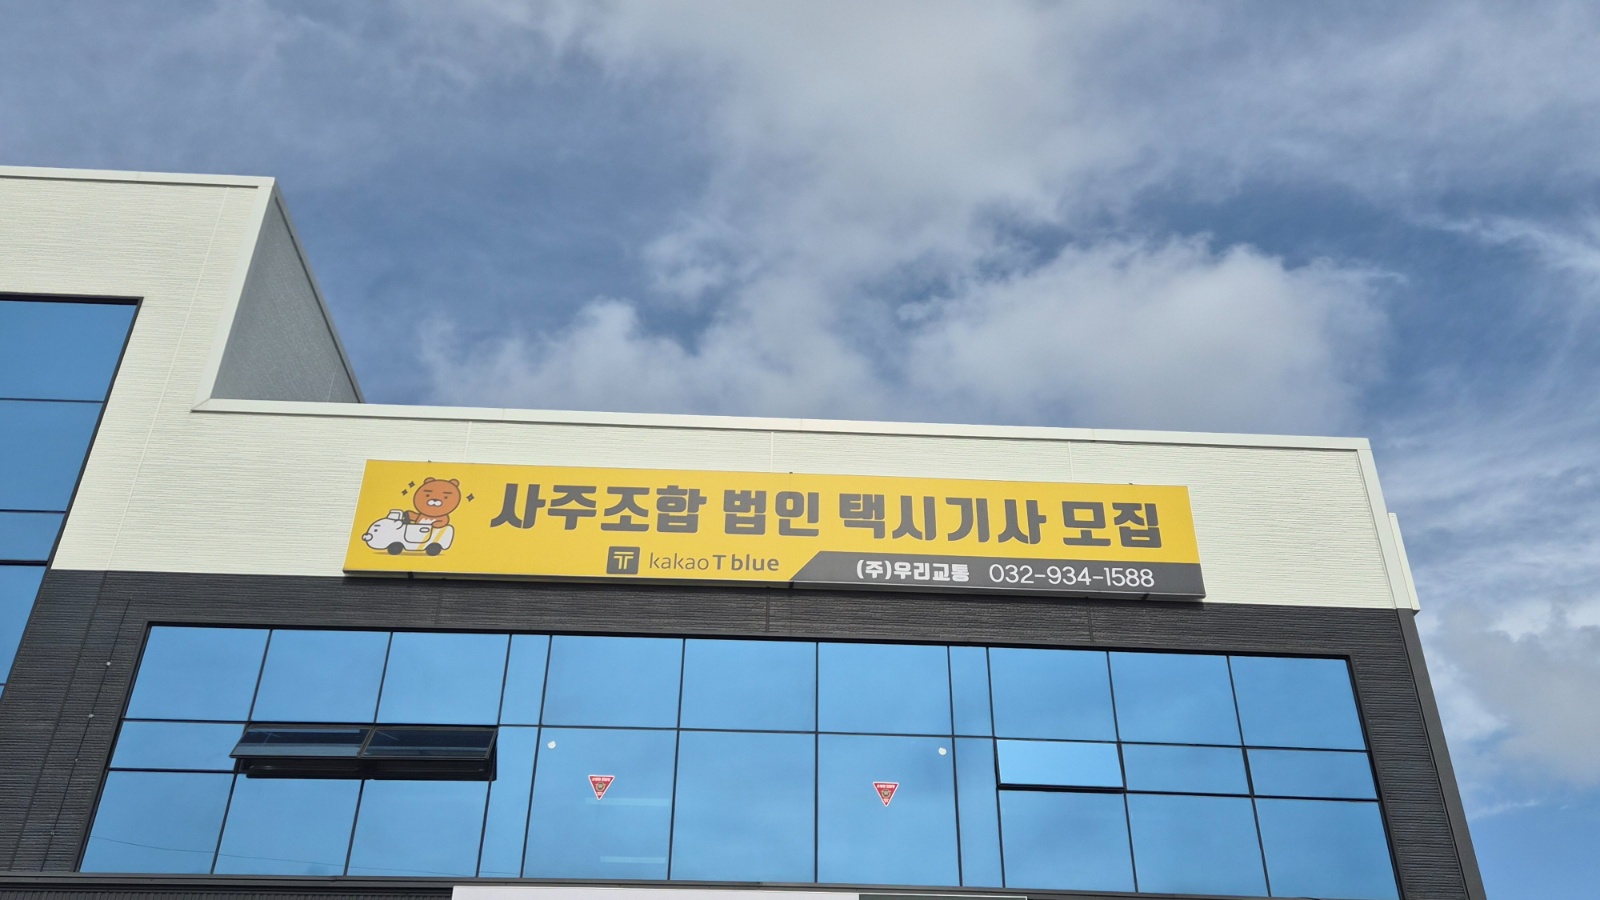 사주조합 법인 택시기사 모집
T kakao T blue
(주)우리교통 032-934-1588